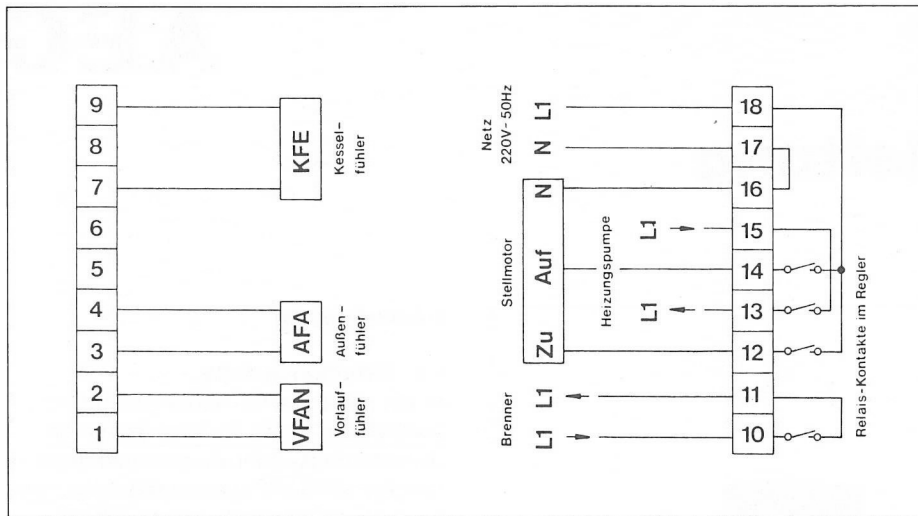 9
8
7
6
5
4
3
2
1
KFE
Kessel-
fühler
AFA
Außen-
fühler
VFAN
Vorlauf-
fühler
Netz
220V~50Hz
L1
N
Stellmotor
N
Auf
Zu
Heizungspumpe
L1
L1
Brenner
L1
L1
18
17
16
15
14
13
12
11
10
Relais-Kontakte im Regler